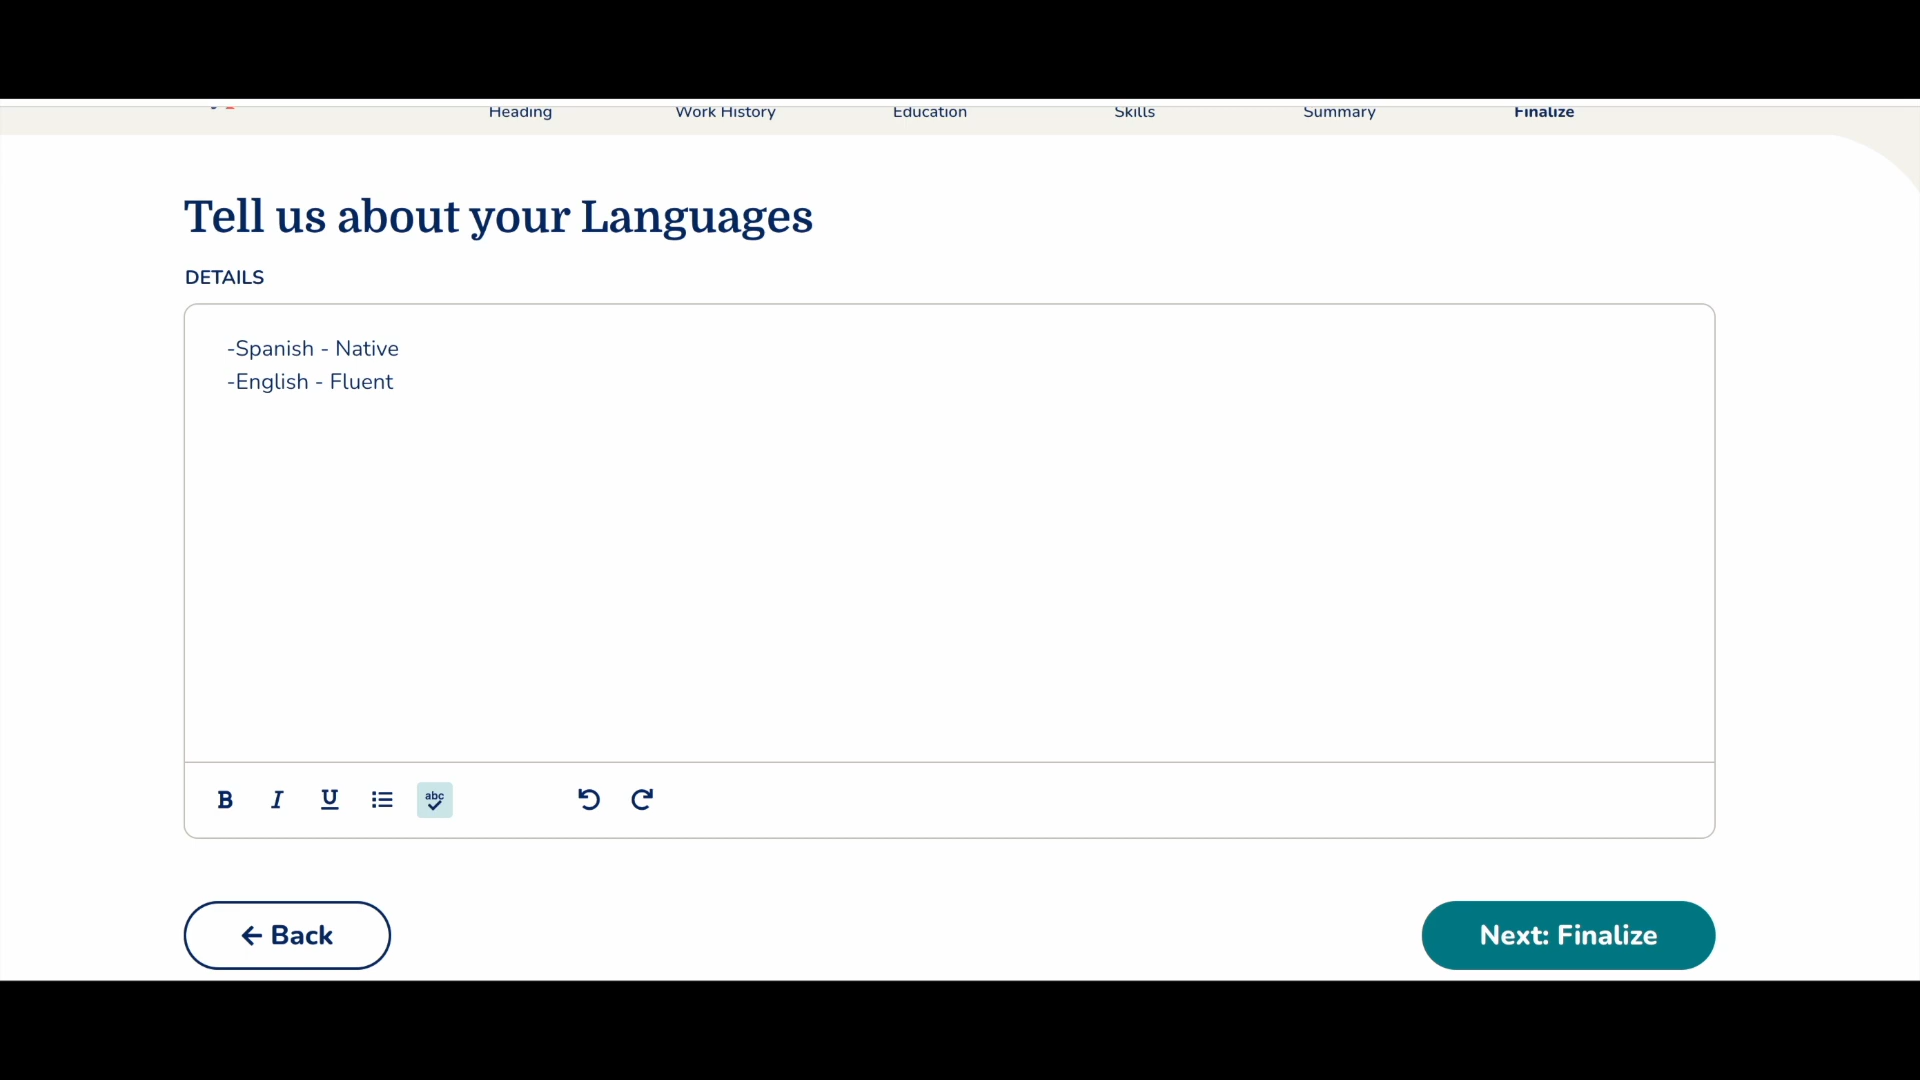 Heading Work History Education Skills Summary Finalize
Tell us about your Languages
DETAILS
-Spanish - Native
-English - Fluent
B I U abc
← Back Next: Finalize